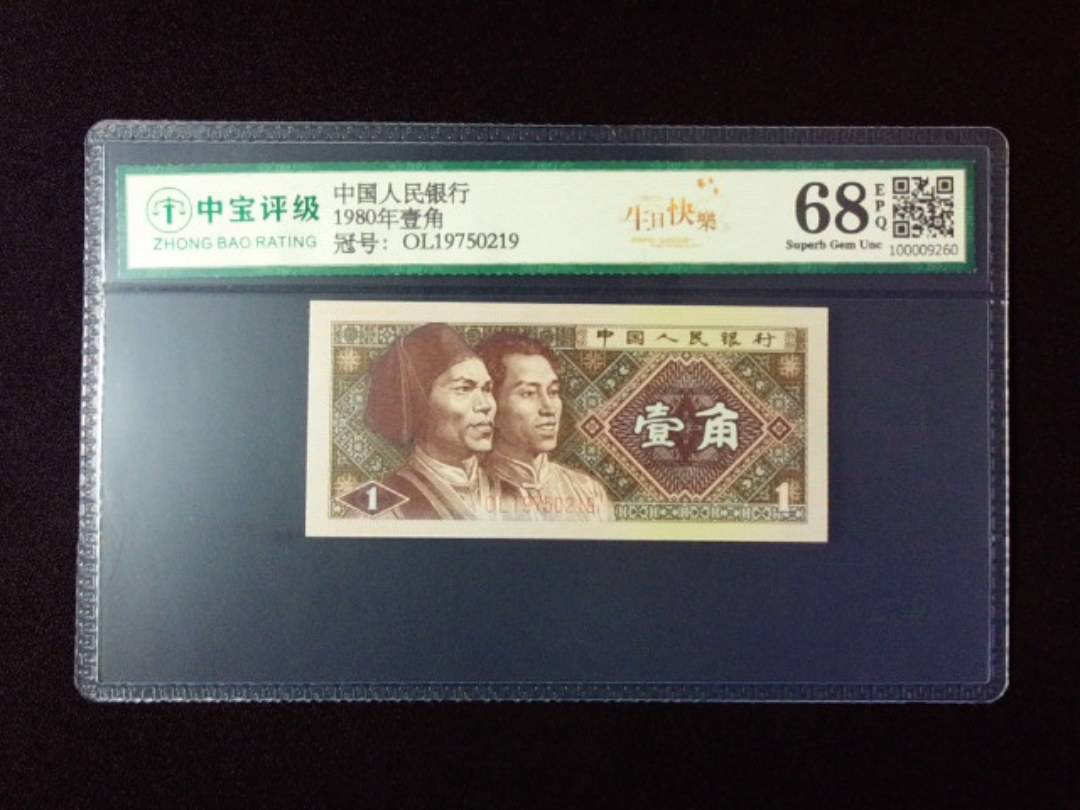 中宝评级
ZHONG BAO RATING
中国人民银行
1980年壹角
冠号：OL19750219
生日快樂
68
EPQ
Superb Gem Unc
100009260
中国人民银行
壹角
1
OL19750219
1